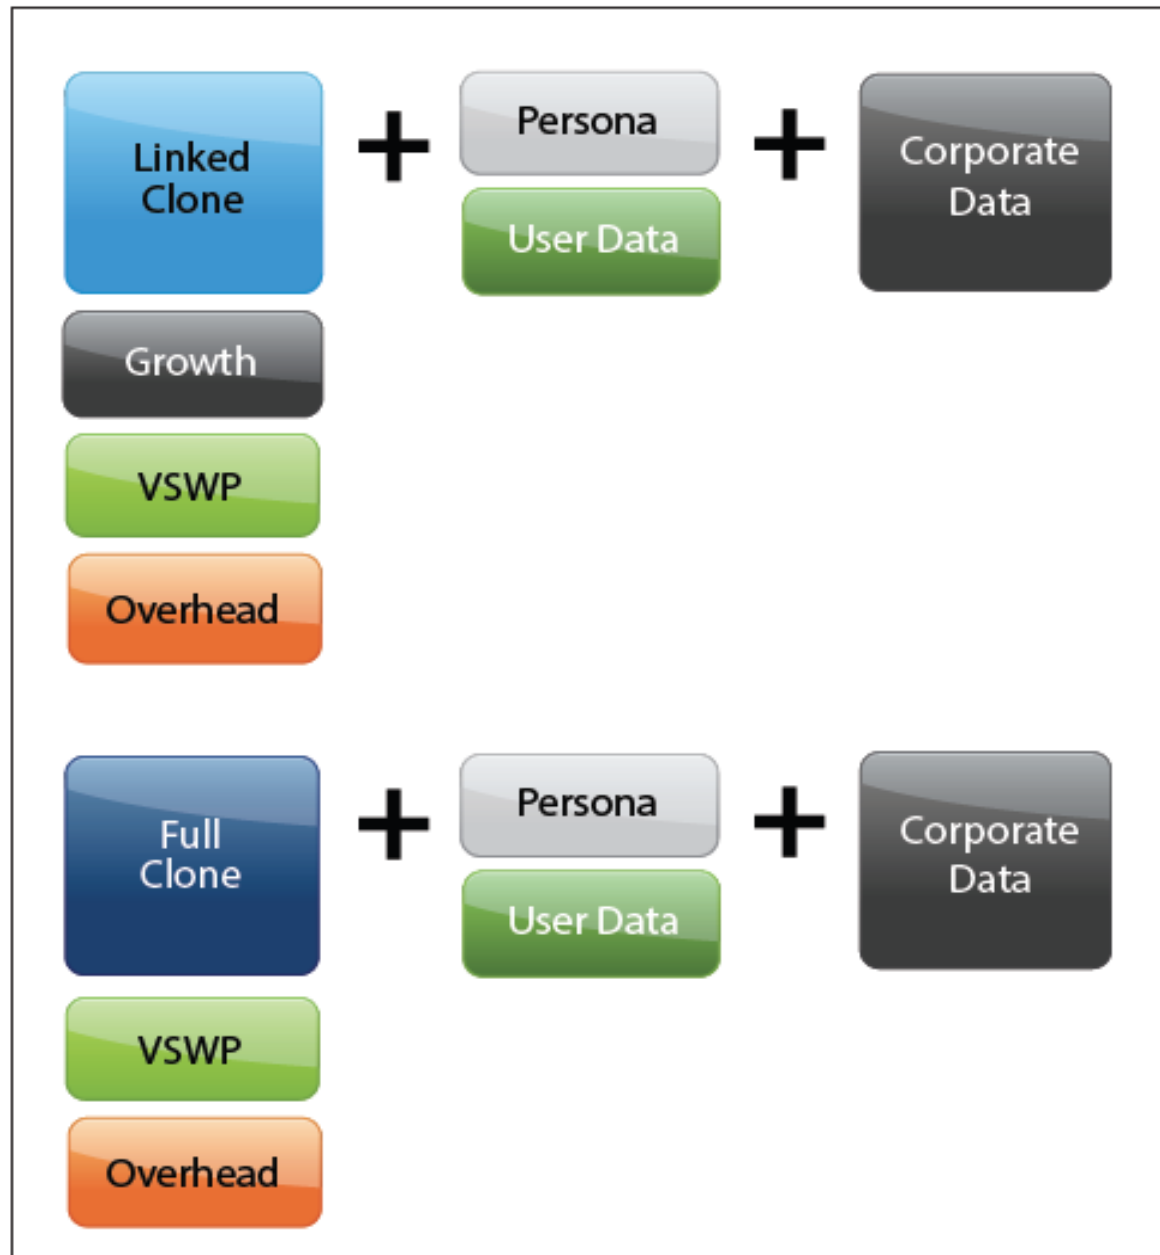 Linked
Clone
Persona
User Data
Corporate
Data
Growth
VSWP
Overhead
Full
Clone
Persona
User Data
Corporate
Data
VSWP
Overhead